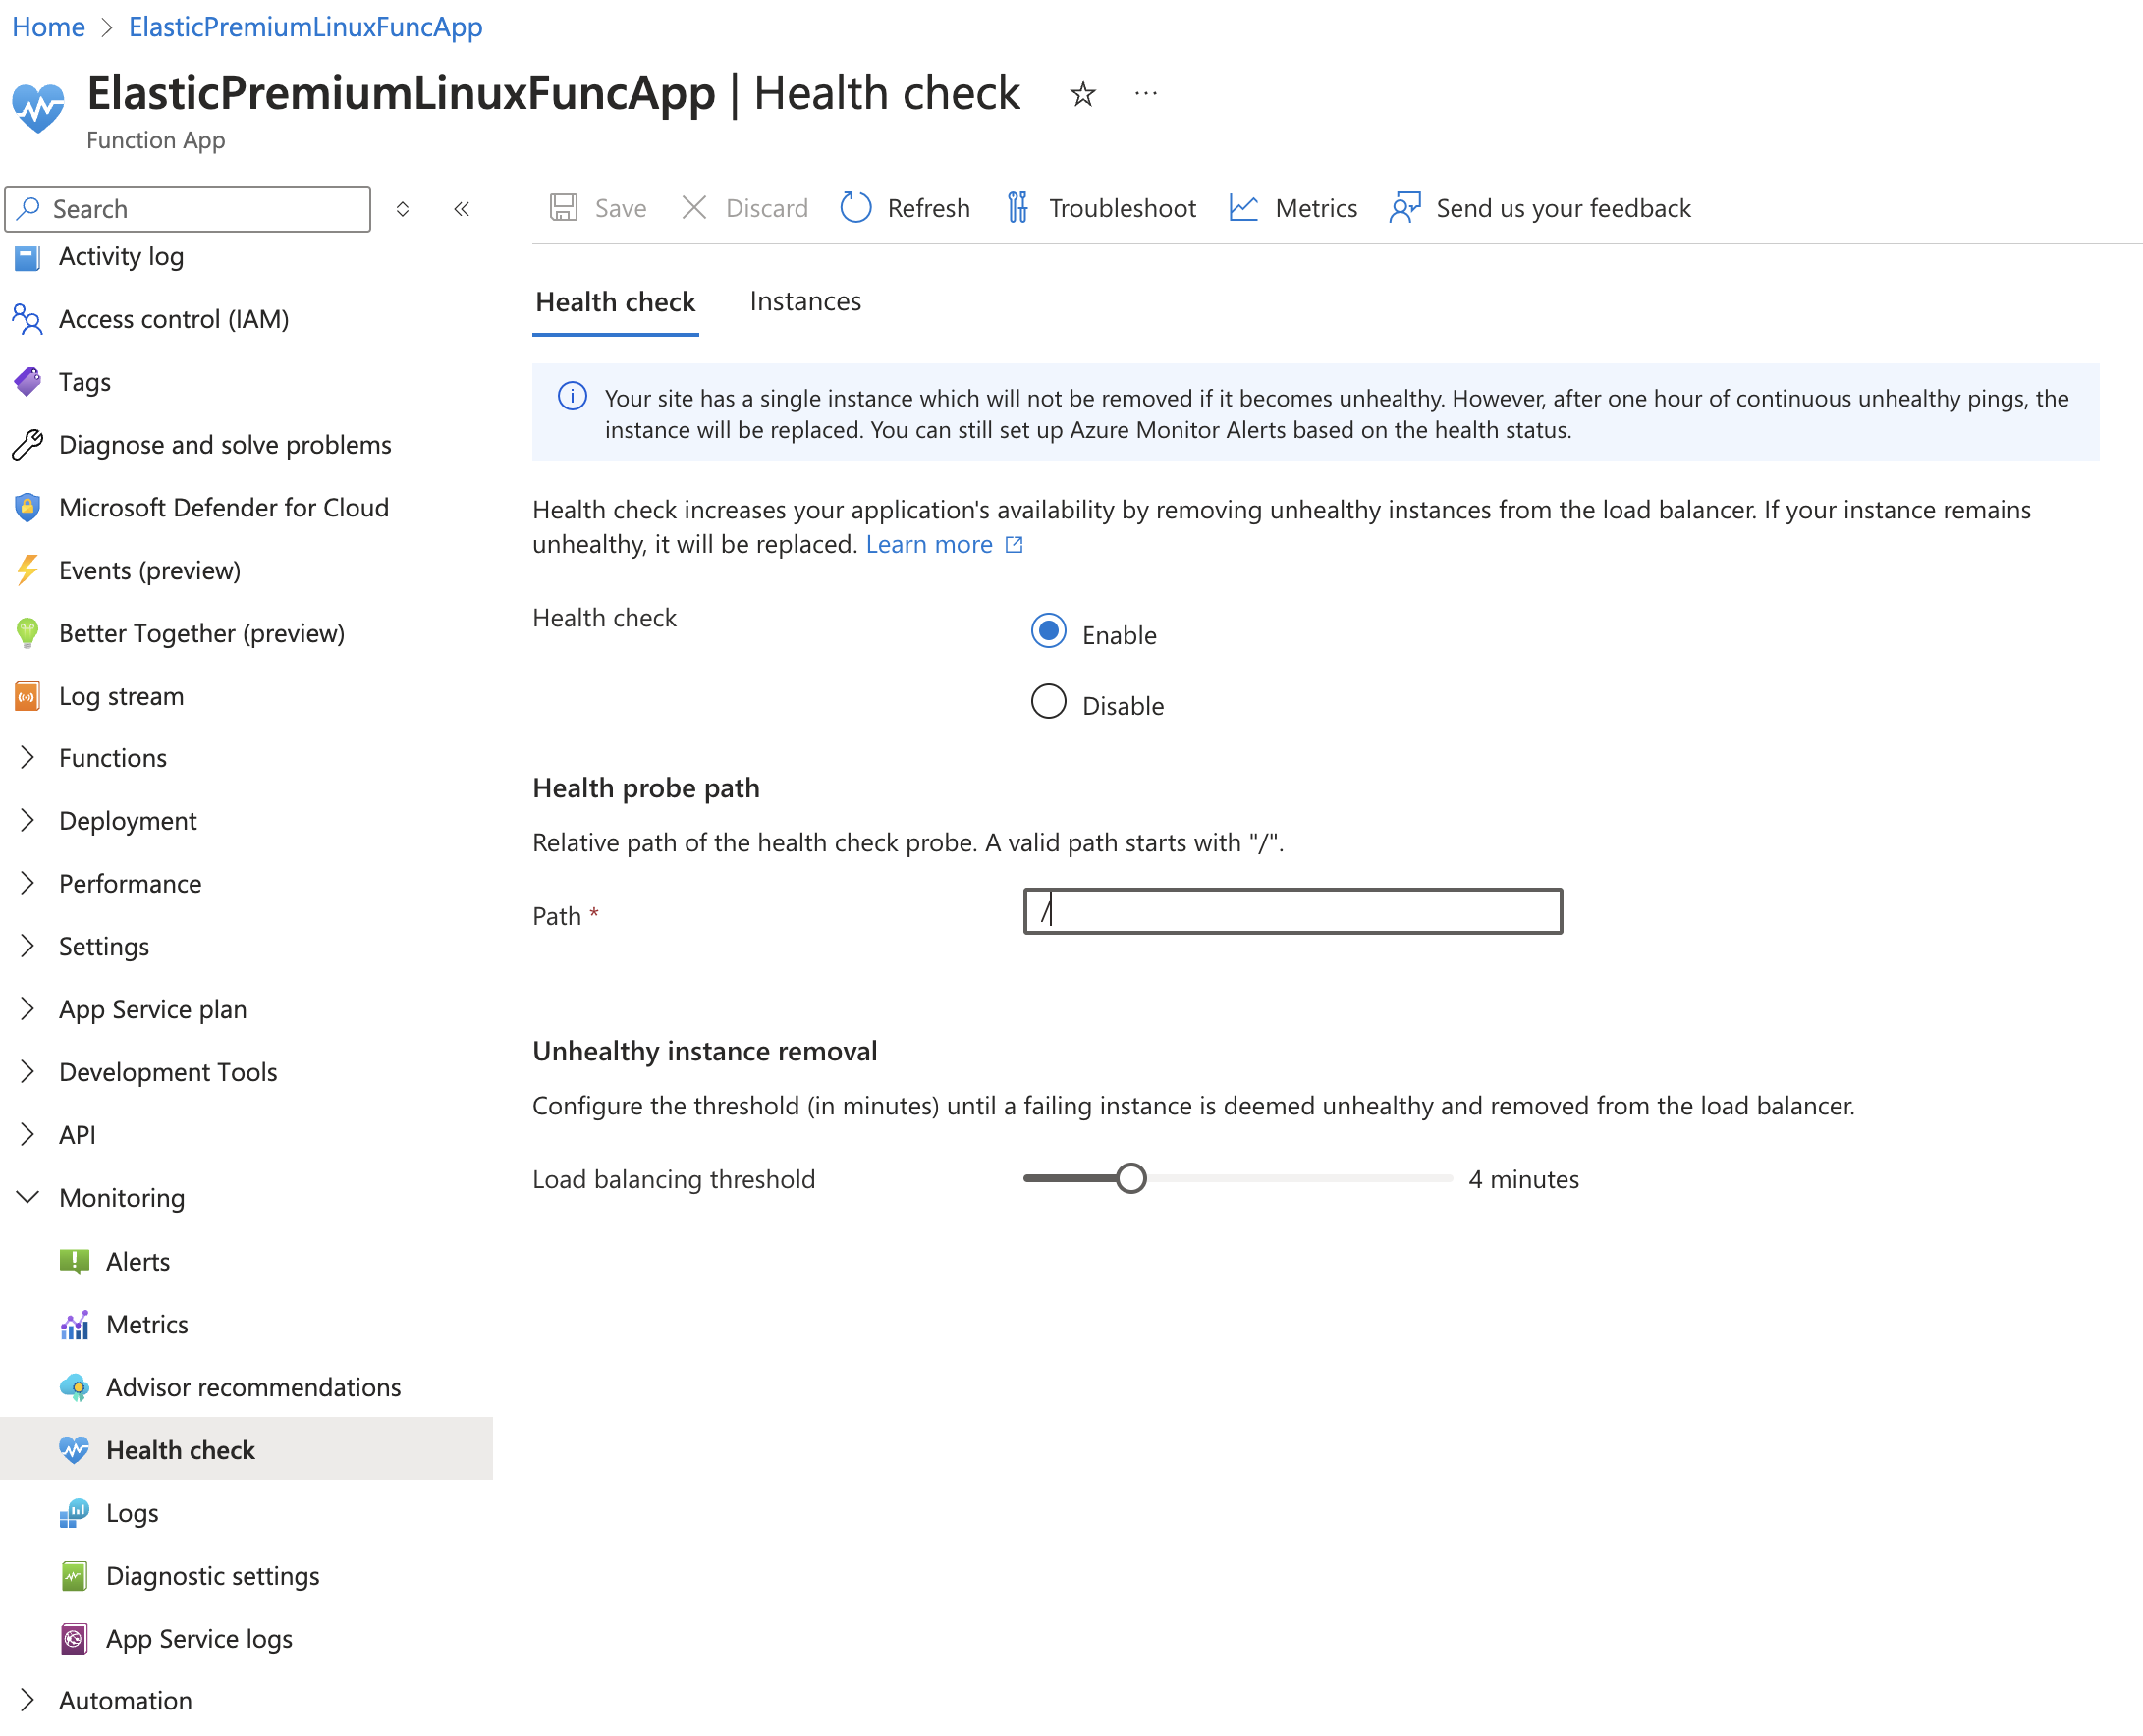 Home > ElasticPremiumLinuxFuncApp
ElasticPremiumLinuxFuncApp | Health check
Function App
Search
Activity log
Access control (IAM)
Tags
Diagnose and solve problems
Microsoft Defender for Cloud
Events (preview)
Better Together (preview)
Log stream
Functions
Deployment
Performance
Settings
App Service plan
Development Tools
API
Monitoring
Alerts
Metrics
Advisor recommendations
Health check
Logs
Diagnostic settings
App Service logs
Automation
Save Discard Refresh Troubleshoot Metrics Send us your feedback
Health check Instances
Your site has a single instance which will not be removed if it becomes unhealthy. However, after one hour of continuous unhealthy pings, the
instance will be replaced. You can still set up Azure Monitor Alerts based on the health status.
Health check increases your application's availability by removing unhealthy instances from the load balancer. If your instance remains
unhealthy, it will be replaced. Learn more
Health check
Enable
Disable
Health probe path
Relative path of the health check probe. A valid path starts with "/".
Path * /
Unhealthy instance removal
Configure the threshold (in minutes) until a failing instance is deemed unhealthy and removed from the load balancer.
Load balancing threshold 4 minutes